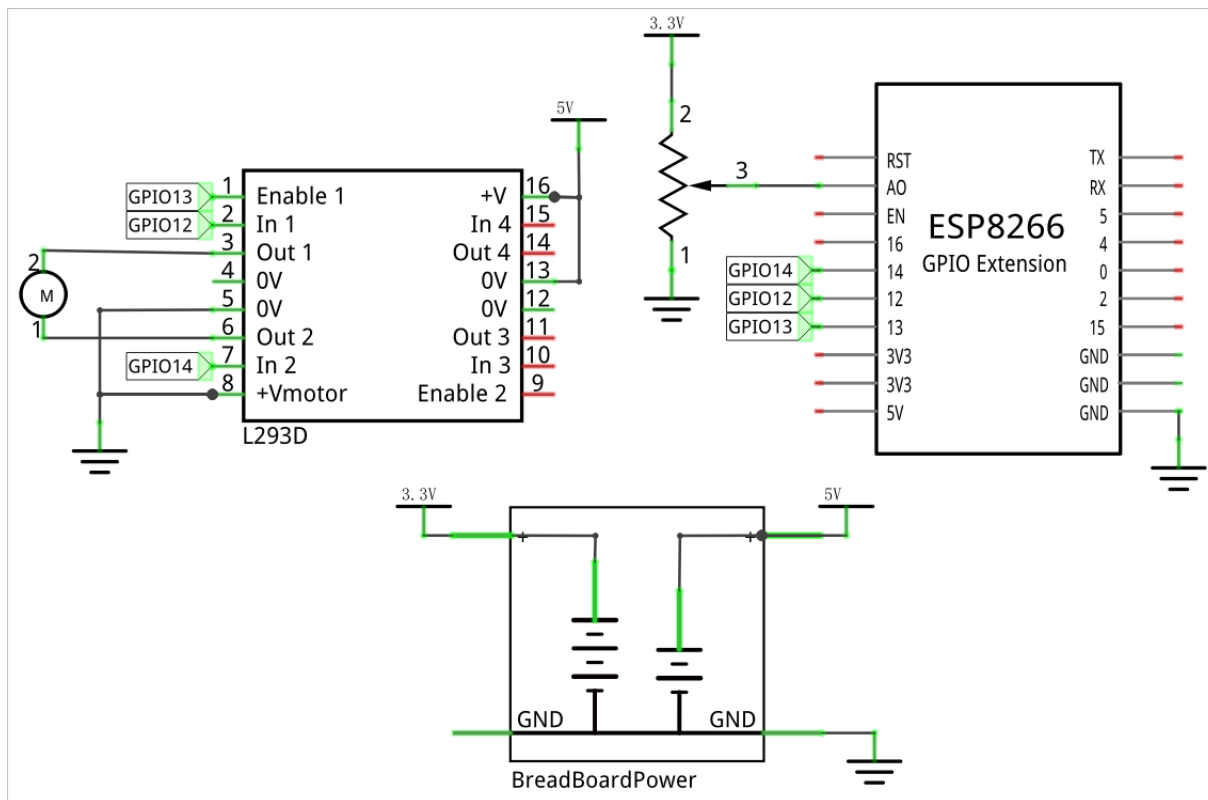 3.3V
5V
GPIO13
GPIO12
GPIO14
1
2
3
4
5
6
7
8
Enable 1
In 1
Out 1
0V
0V
Out 2
In 2
+Vmotor
+V
In 4
Out 4
0V
0V
Out 3
In 3
Enable 2
16
15
14
13
12
11
10
9
L293D
2
M
1
2
3
1
GPIO14
GPIO12
GPIO13
RST
AO
EN
16
14
12
13
3V3
3V3
5V
ESP8266
GPIO Extension
TX
RX
5
4
0
2
15
GND
GND
GND
3.3V
5V
+
+
GND
GND
BreadBoardPower